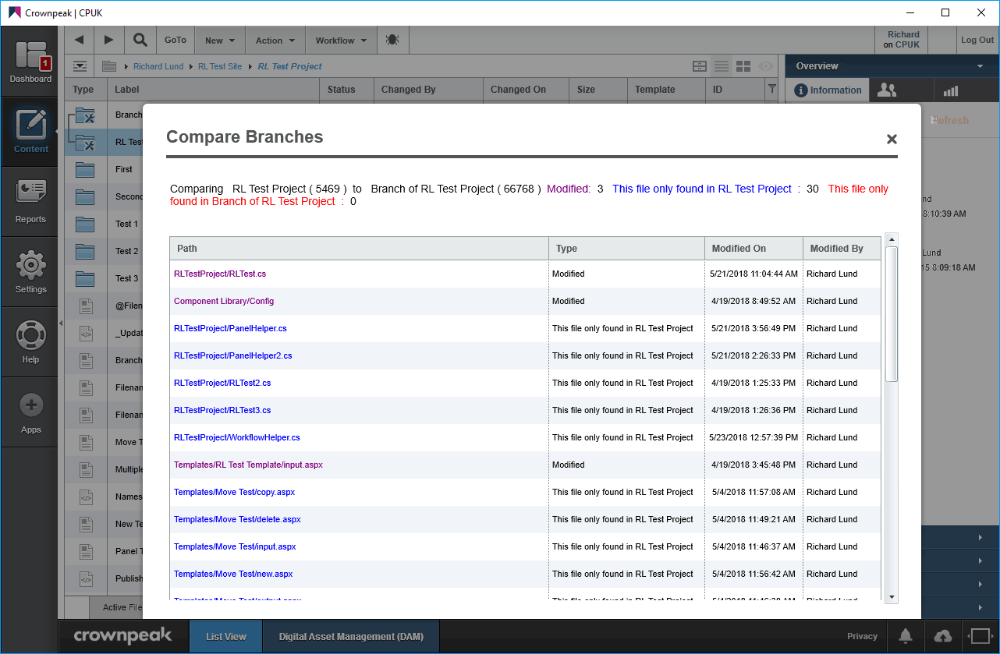 Crownpeak | CPUK
GoTo
New
Action
Workflow
Richard
on CPUK
Log Out
1
Dashboard
Content
Reports
Settings
Help
Apps
Richard Lund
RL Test Site
RL Test Project
Overview
Information
Type
Label
Status
Changed By
Changed On
Size
Template
ID
Refresh
Branch
RL Test
First
Second
Test 1
Test 2
Test 3
@Filen
_Updat
Branch
Filenan
Filenan
Move T
Multiple
Names
New Te
Panel T
Publish
Active File
nd
8:10:39 AM
Lund
15 8:09:18 AM
Compare Branches
Comparing RL Test Project ( 5469 ) to Branch of RL Test Project ( 66768 ) Modified: 3 This file only found in RL Test Project : 30 This file only
found in Branch of RL Test Project : 0
Path Type Modified On Modified By
RLTestProject/RLTest.cs Modified 5/21/2018 11:04:44 AM Richard Lund
Component Library/Config Modified 4/19/2018 8:49:52 AM Richard Lund
RLTestProject/PanelHelper.cs This file only found in RL Test Project 5/21/2018 3:56:49 PM Richard Lund
RLTestProject/PanelHelper2.cs This file only found in RL Test Project 5/21/2018 2:26:33 PM Richard Lund
RLTestProject/RLTest2.cs This file only found in RL Test Project 4/19/2018 1:25:33 PM Richard Lund
RLTestProject/RLTest3.cs This file only found in RL Test Project 4/19/2018 1:26:36 PM Richard Lund
RLTestProject/WorkflowHelper.cs This file only found in RL Test Project 5/23/2018 12:57:39 PM Richard Lund
Templates/RL Test Template/input.aspx Modified 4/19/2018 3:45:48 PM Richard Lund
Templates/Move Test/copy.aspx This file only found in RL Test Project 5/4/2018 11:57:08 AM Richard Lund
Templates/Move Test/delete.aspx This file only found in RL Test Project 5/4/2018 11:49:21 AM Richard Lund
Templates/Move Test/input.aspx This file only found in RL Test Project 5/4/2018 11:46:37 AM Richard Lund
Templates/Move Test/new.aspx This file only found in RL Test Project 5/4/2018 11:56:42 AM Richard Lund
crownpeak
List View
Digital Asset Management (DAM)
Privacy